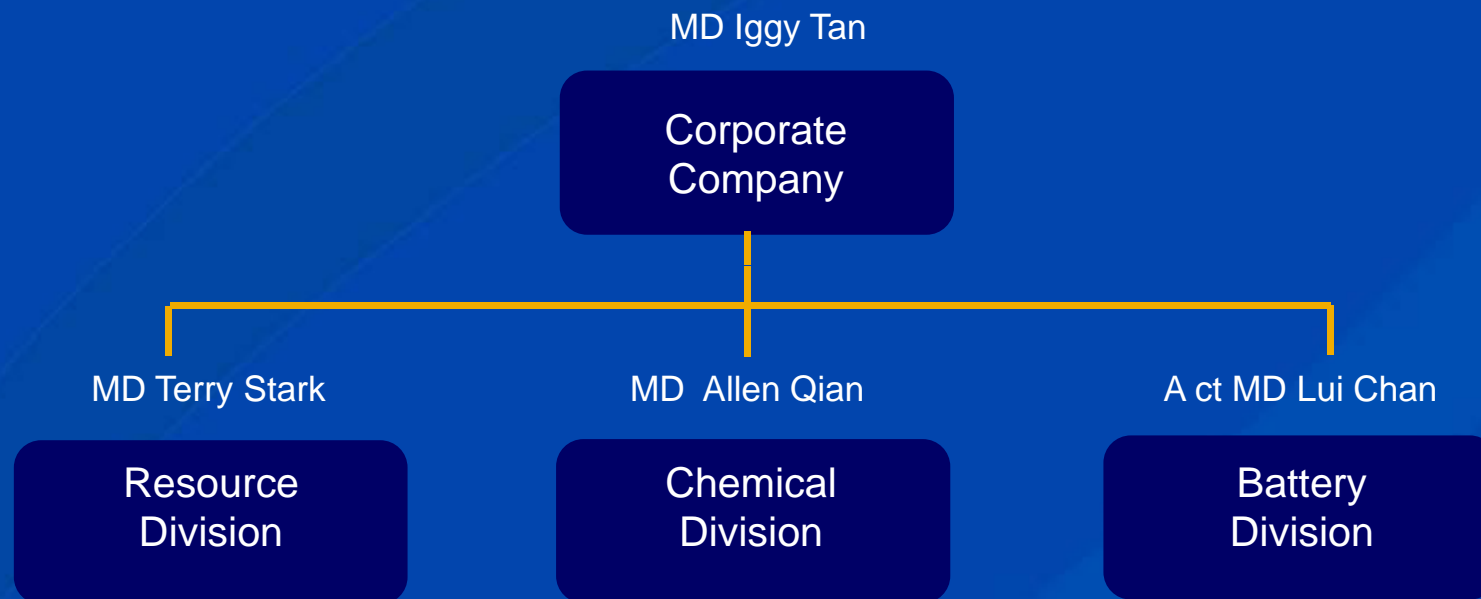 MD Iggy Tan
Corporate
Company
MD Terry Stark
MD  Allen Qian
A ct MD Lui Chan
Resource
Division
Chemical
Division
Battery
Division